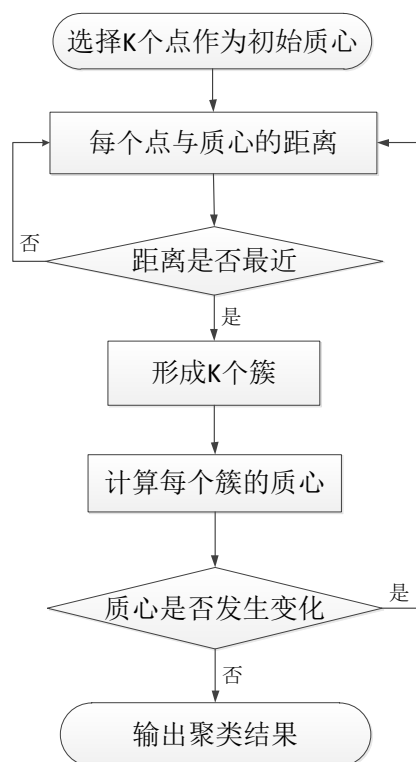 选择K个点作为初始质心
每个点与质心的距离
否
距离是否最近
是
形成K个簇
计算每个簇的质心
质心是否发生变化
是
否
输出聚类结果